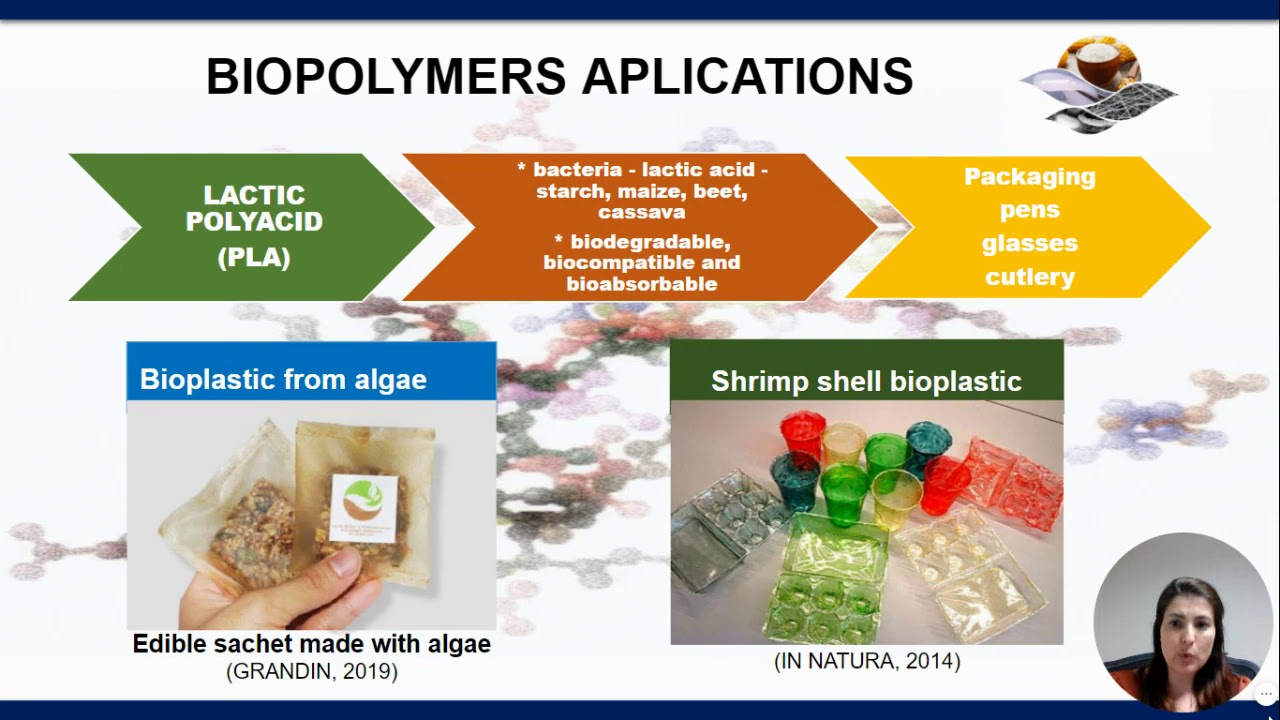 BIOPOLYMERS APLICATIONS
LACTIC
POLYACID
(PLA)
* bacteria - lactic acid -
starch, maize, beet,
cassava
* biodegradable,
biocompatible and
bioabsorbable
Packaging
pens
glasses
cutlery
Bioplastic from algae
Shrimp shell bioplastic
Edible sachet made with algae
(GRANDIN, 2019)
(IN NATURA, 2014)